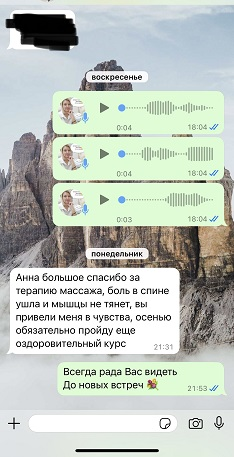 воскресенье
0:04
18:04
0:04
18:04
0:03
18:04
понедельник
Анна большое спасибо за
терапию массажа, боль в спине
ушла и мышцы не тянет, вы
привели меня в чувства, осенью
обязательно пройду еще
оздоровительный курс
21:31
Всегда рада Вас видеть
До новых встреч 💐
21:53